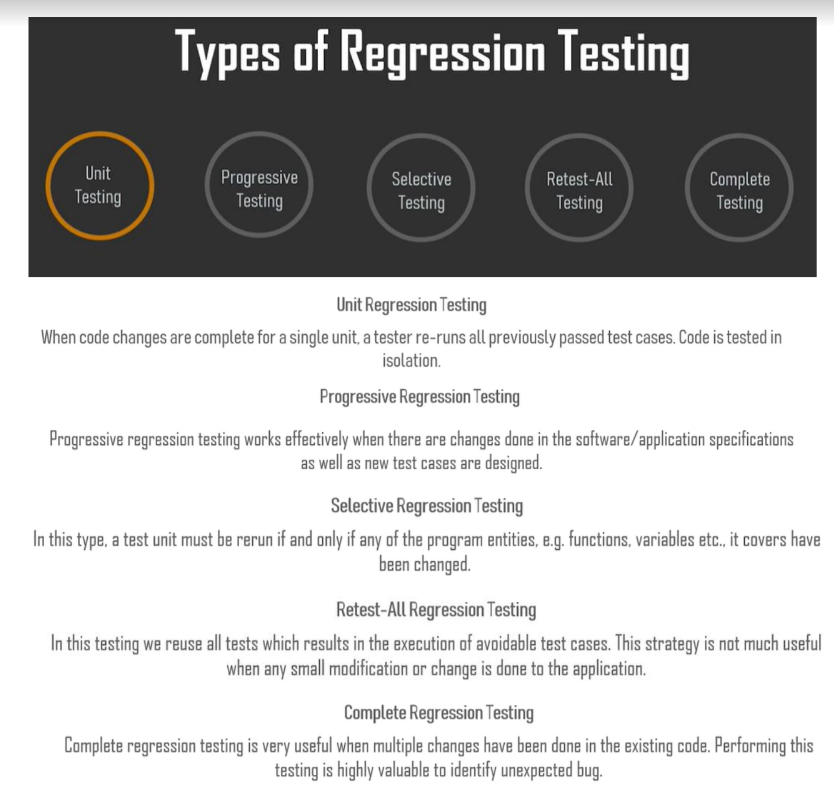 Types of Regression Testing
Unit
Testing
Progressive
Testing
Selective
Testing
Retest-All
Testing
Complete
Testing
Unit Regression Testing
When code changes are complete for a single unit, a tester re-runs all previously passed test cases. Code is tested in
isolation.
Progressive Regression Testing
Progressive regression testing works effectively when there are changes done in the software/application specifications
as well as new test cases are designed.
Selective Regression Testing
In this type, a test unit must be rerun if and only if any of the program entities, e.g. functions, variables etc., it covers have
been changed.
Retest-All Regression Testing
In this testing we reuse all tests which results in the execution of avoidable test cases. This strategy is not much useful
when any small modification or change is done to the application.
Complete Regression Testing
Complete regression testing is very useful when multiple changes have been done in the existing code. Performing this
testing is highly valuable to identify unexpected bug.